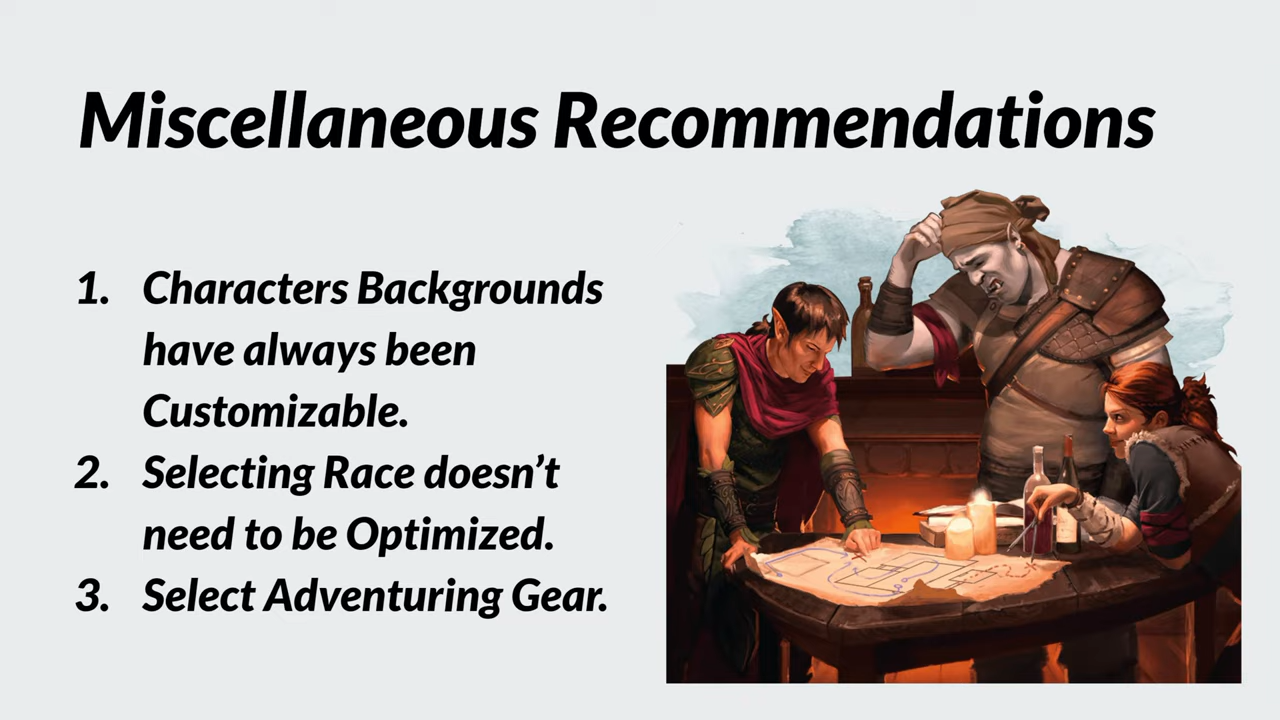 Miscellaneous Recommendations
1. Characters Backgrounds
have always been
Customizable.
2. Selecting Race doesn’t
need to be Optimized.
3. Select Adventuring Gear.